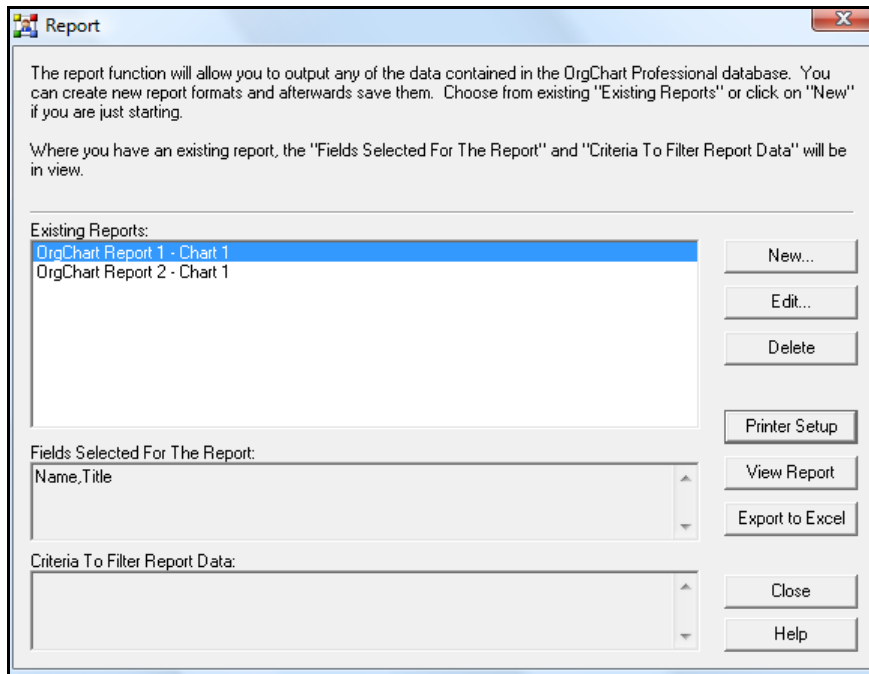 Report
The report function will allow you to output any of the data contained in the OrgChart Professional database. You
can create new report formats and afterwards save them. Choose from existing "Existing Reports" or click on "New"
if you are just starting.
Where you have an existing report, the "Fields Selected For The Report" and "Criteria To Filter Report Data" will be
in view.
Existing Reports:
OrgChart Report 1 - Chart 1
OrgChart Report 2 - Chart 1
New...
Edit...
Delete
Printer Setup
Fields Selected For The Report:
Name,Title
View Report
Export to Excel
Criteria To Filter Report Data:
Close
Help